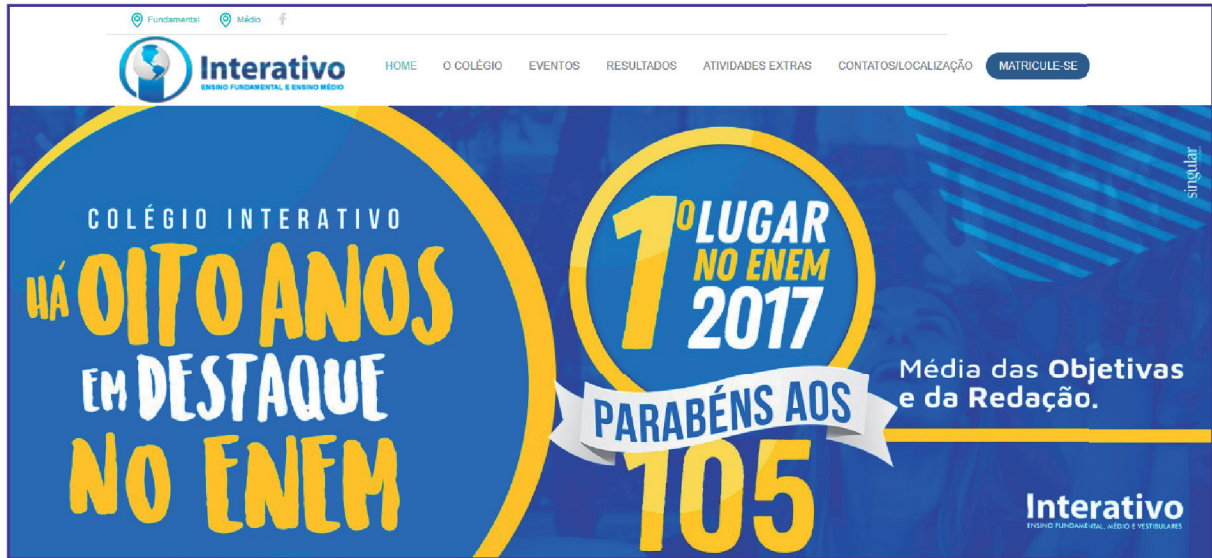 Fundamental Médio
Interativo
ENSINO FUNDAMENTAL E ENSINO MÉDIO
HOME O COLÉGIO EVENTOS RESULTADOS ATIVIDADES EXTRAS CONTATOS/LOCALIZAÇÃO MATRICULE-SE
COLÉGIO INTERATIVO
HÁ OITO ANOS
EM DESTAQUE
NO ENEM
1º LUGAR
NO ENEM
2017
PARABÉNS AOS
105
Média das Objetivas
e da Redação.
singular
Interativo
ENSINO FUNDAMENTAL, MÉDIO E VESTIBULARES